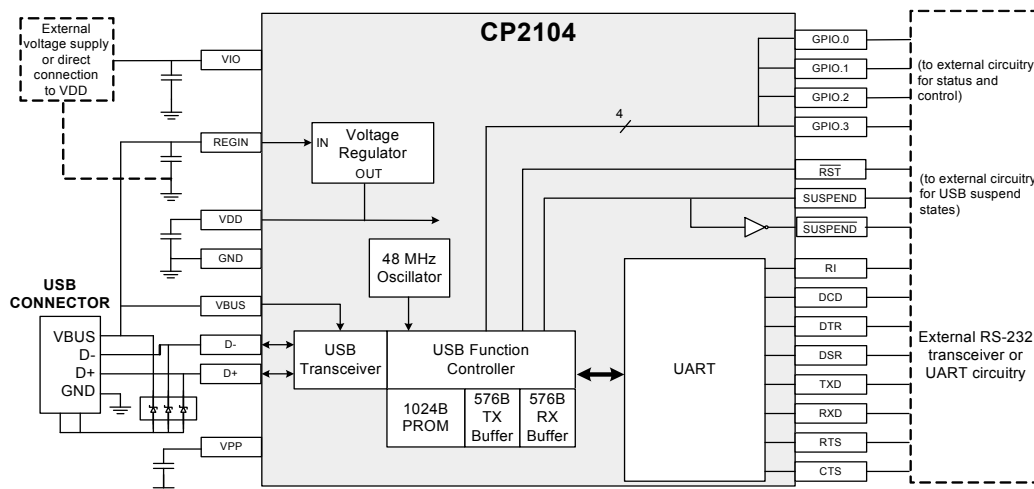 External
voltage supply
or direct
connection
to VDD
CP2104
VIO
REGIN
VDD
GND
VBUS
D-
D+
VPP
IN
Voltage
Regulator
OUT
48 MHz
Oscillator
USB
CONNECTOR
VBUS
D-
D+
GND
USB
Transceiver
USB Function
Controller
1024B
PROM
576B
TX
Buffer
576B
RX
Buffer
UART
4
GPIO.0
GPIO.1
GPIO.2
GPIO.3
RST
SUSPEND
SUSPEND
RI
DCD
DTR
DSR
TXD
RXD
RTS
CTS
(to external circuitry
for status and
control)
(to external circuitry
for USB suspend
states)
External RS-232
transceiver or
UART circuitry